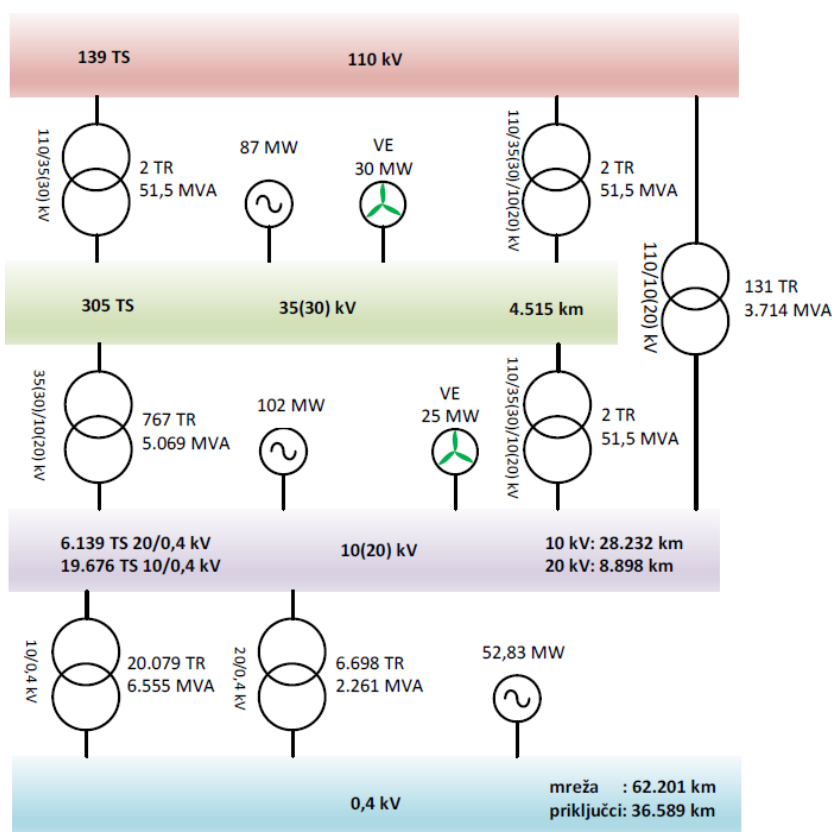 139 TS
110 kV
110/35(30) kV
2 TR
51,5 MVA
87 MW
VE
30 MW
110/35(30)/10(20) kV
2 TR
51,5 MVA
110/10(20) kV
131 TR
3.714 MVA
305 TS
35(30) kV
4.515 km
35(30)/10(20) kV
767 TR
5.069 MVA
102 MW
VE
25 MW
110/35(30)/10(20) kV
2 TR
51,5 MVA
6.139 TS 20/0,4 kV
19.676 TS 10/0,4 kV
10(20) kV
10 kV: 28.232 km
20 kV: 8.898 km
10/0,4 kV
20.079 TR
6.555 MVA
20/0,4 kV
6.698 TR
2.261 MVA
52,83 MW
0,4 kV
mreža : 62.201 km
priključci: 36.589 km